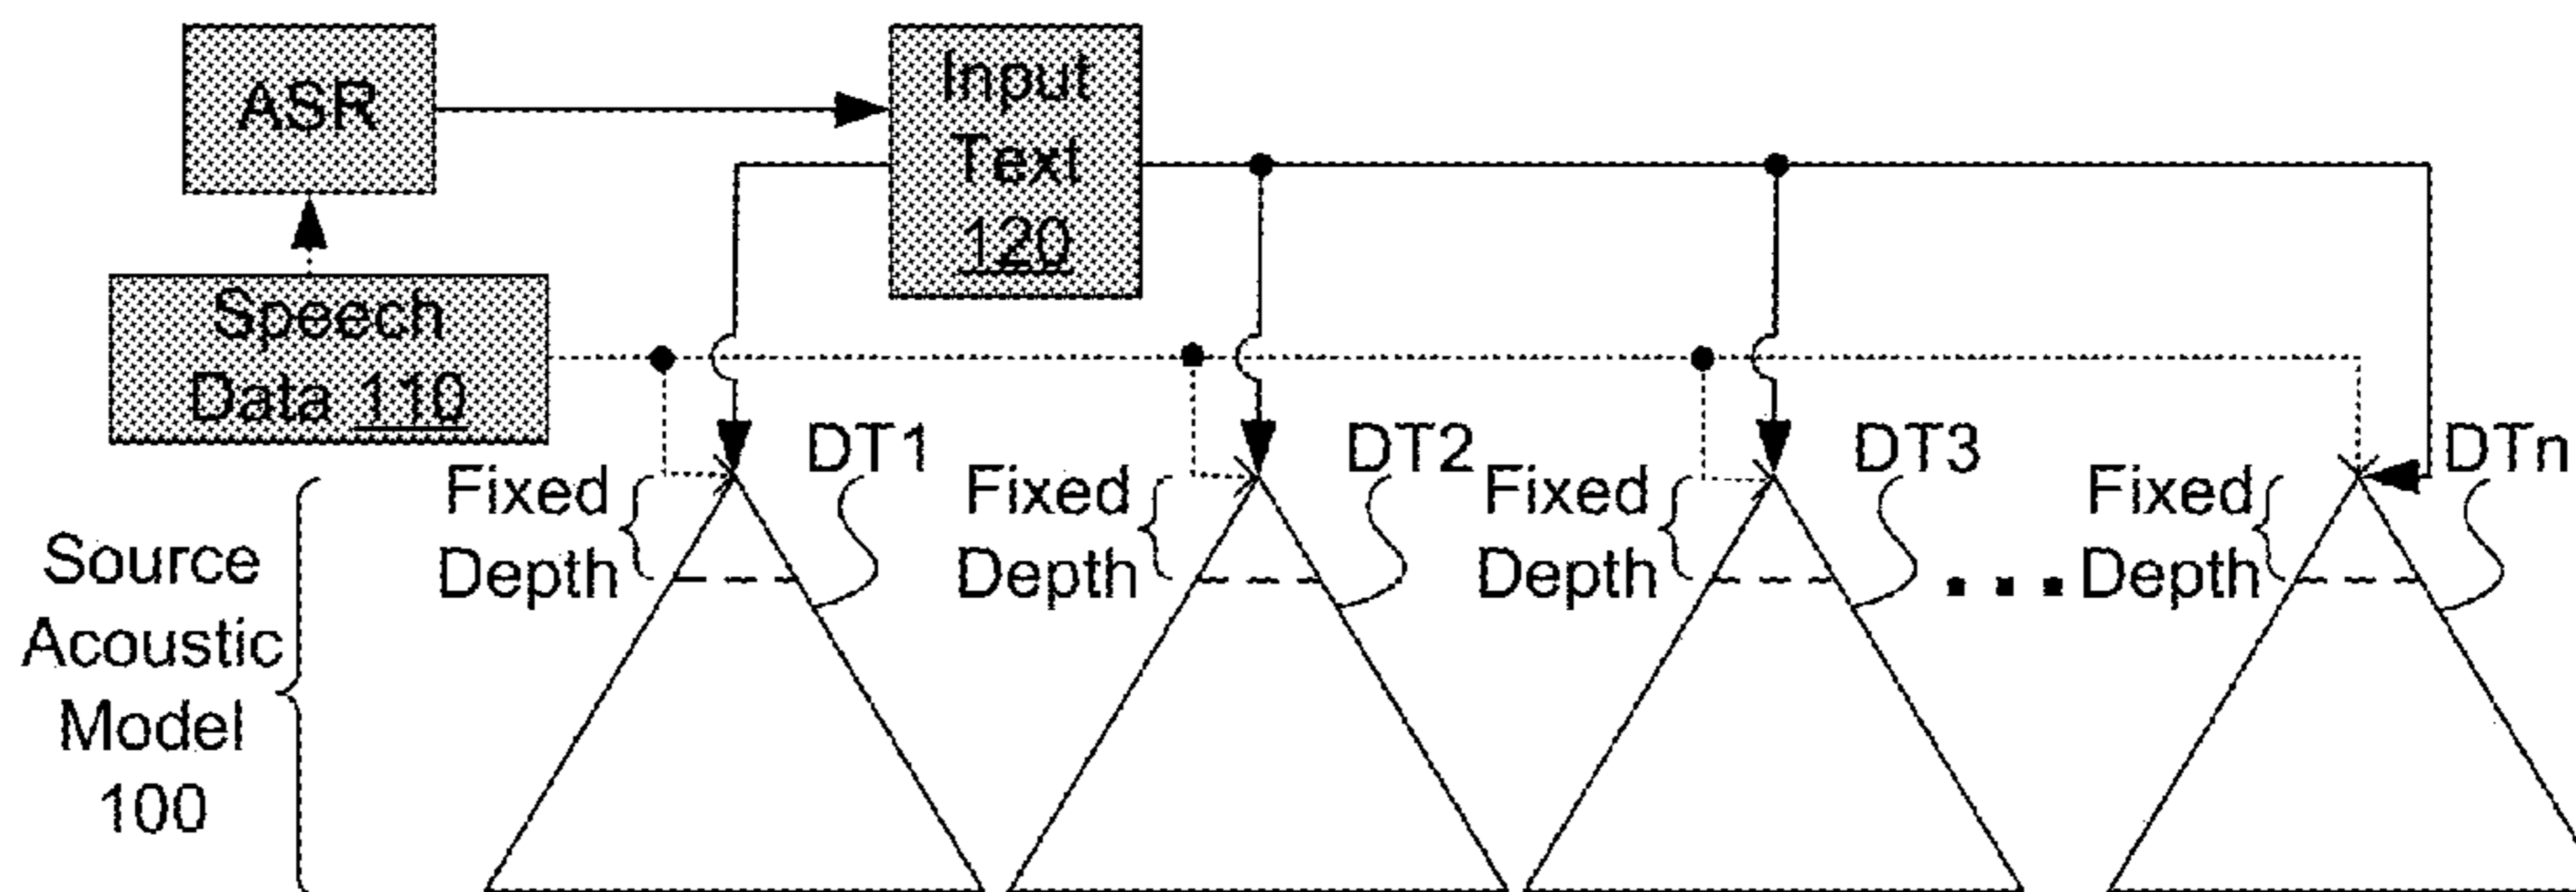 ASR
Input
Text
120
Speech
Data 110
DT1
DT2
DT3
DTn
Fixed
Depth
Fixed
Depth
Fixed
Depth
...
Fixed
Depth
Source
Acoustic
Model
100